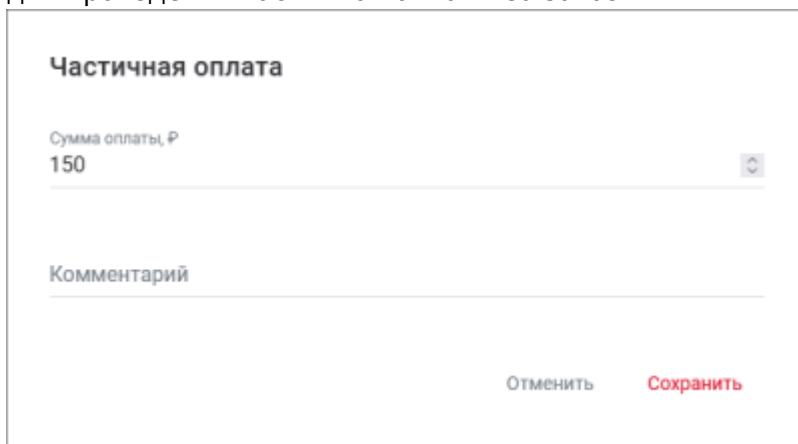 Частичная оплата
Сумма оплаты, ₽
150
Комментарий
Отменить Сохранить